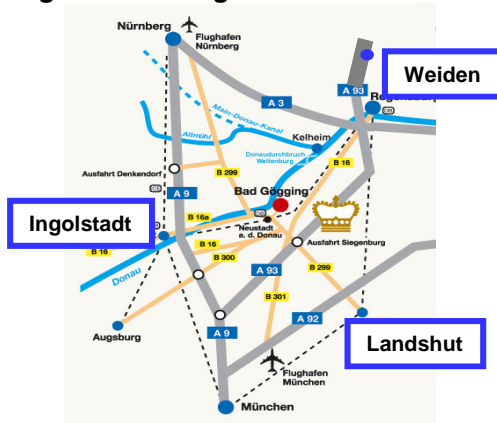 Nürnberg
Flughafen
Nürnberg
Weiden
A 93
A 3
Main-Donau-Kanal
Altmühl
Kelheim
Donaudurchbruch
Weltenburg
B 16
Ausfahrt Denkendorf
B 299
Bad Gögging
A 9
Ingolstadt
B 16a
Neustadt
a. d. Donau
Ausfahrt Siegenburg
B 16
B 16
B 300
A 93
B 299
Donau
B 301
A 92
A 9
Augsburg
Landshut
Flughafen
München
München